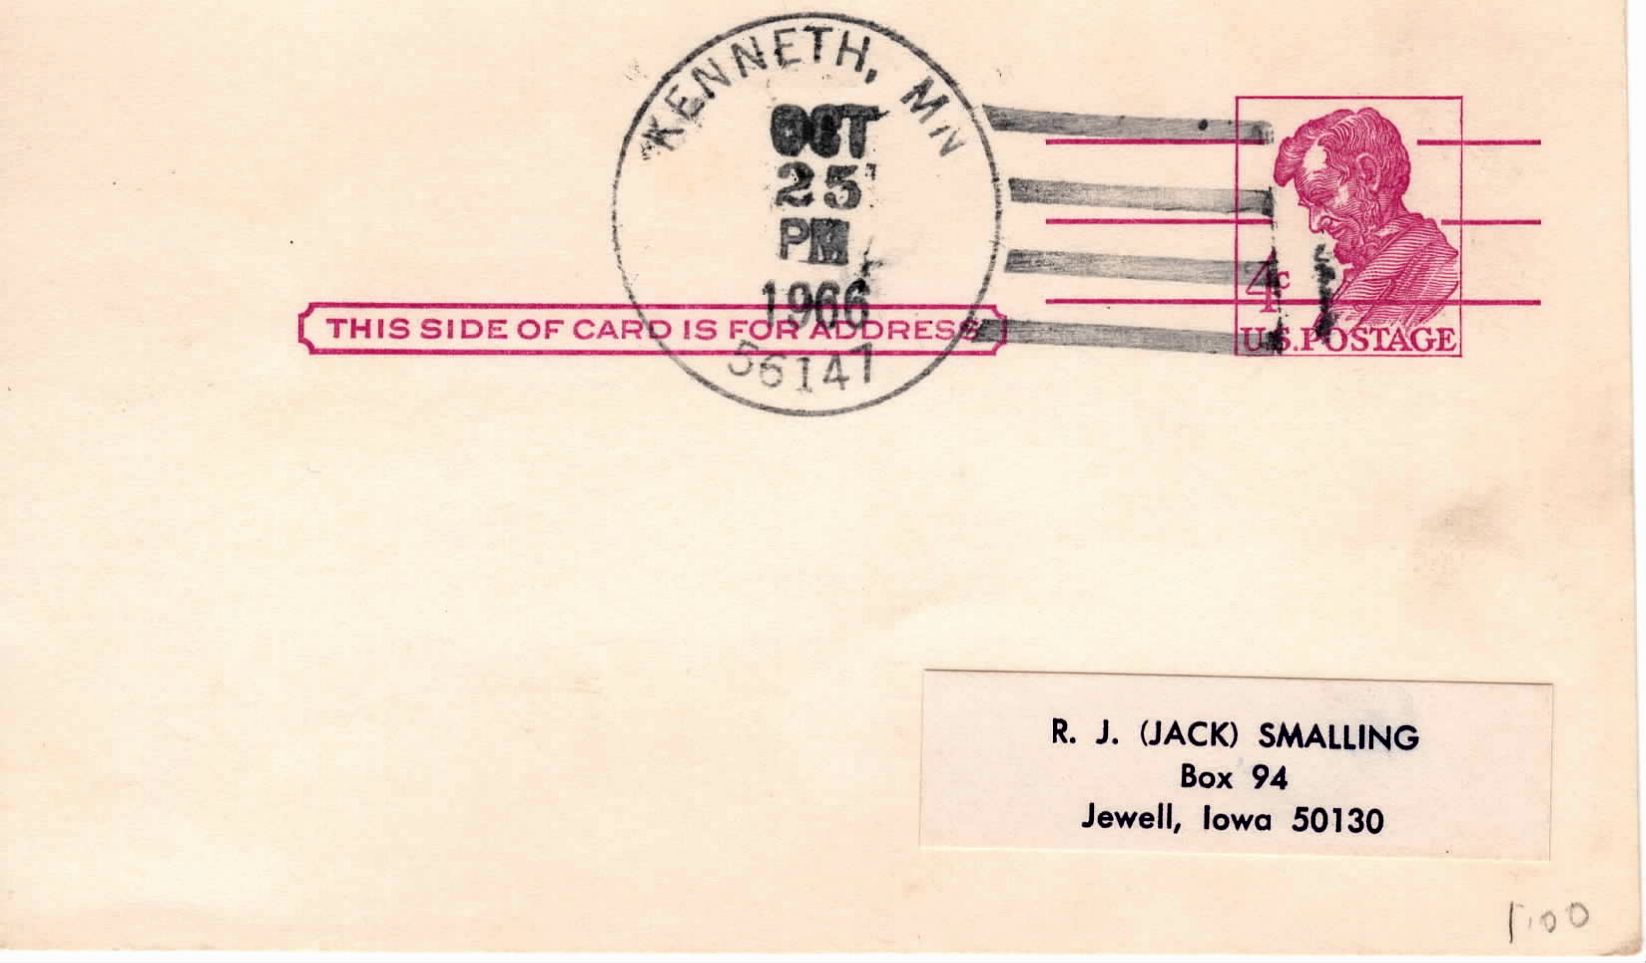 KENNETH, MN
OCT
25
PM
1966
56147
THIS SIDE OF CARD IS FOR ADDRESS
4c
U.S.POSTAGE
R. J. (JACK) SMALLING
Box 94
Jewell, Iowa 50130
1.00